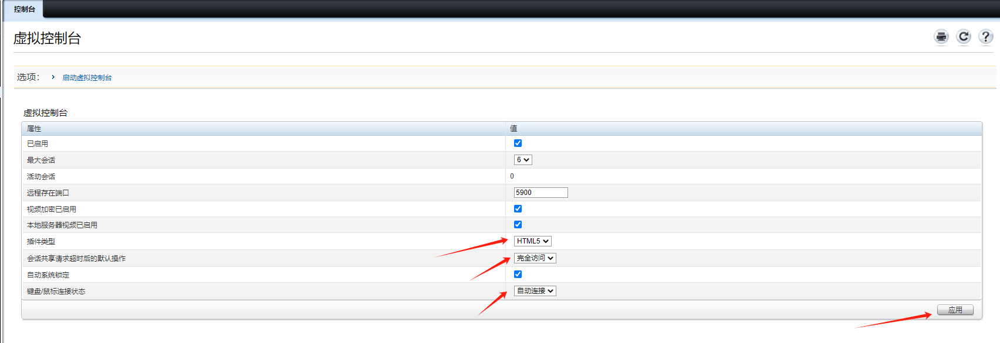 控制台
虚拟控制台
选项： 启动虚拟控制台
虚拟控制台
属性 值
已启用
最大会话 6
活动会话 0
远程存在端口 5900
视频加密已启用
本地服务器视频已启用
插件类型 HTML5
会话共享请求超时后的默认操作 完全访问
自动系统锁定
键盘/鼠标连接状态 自动连接
应用